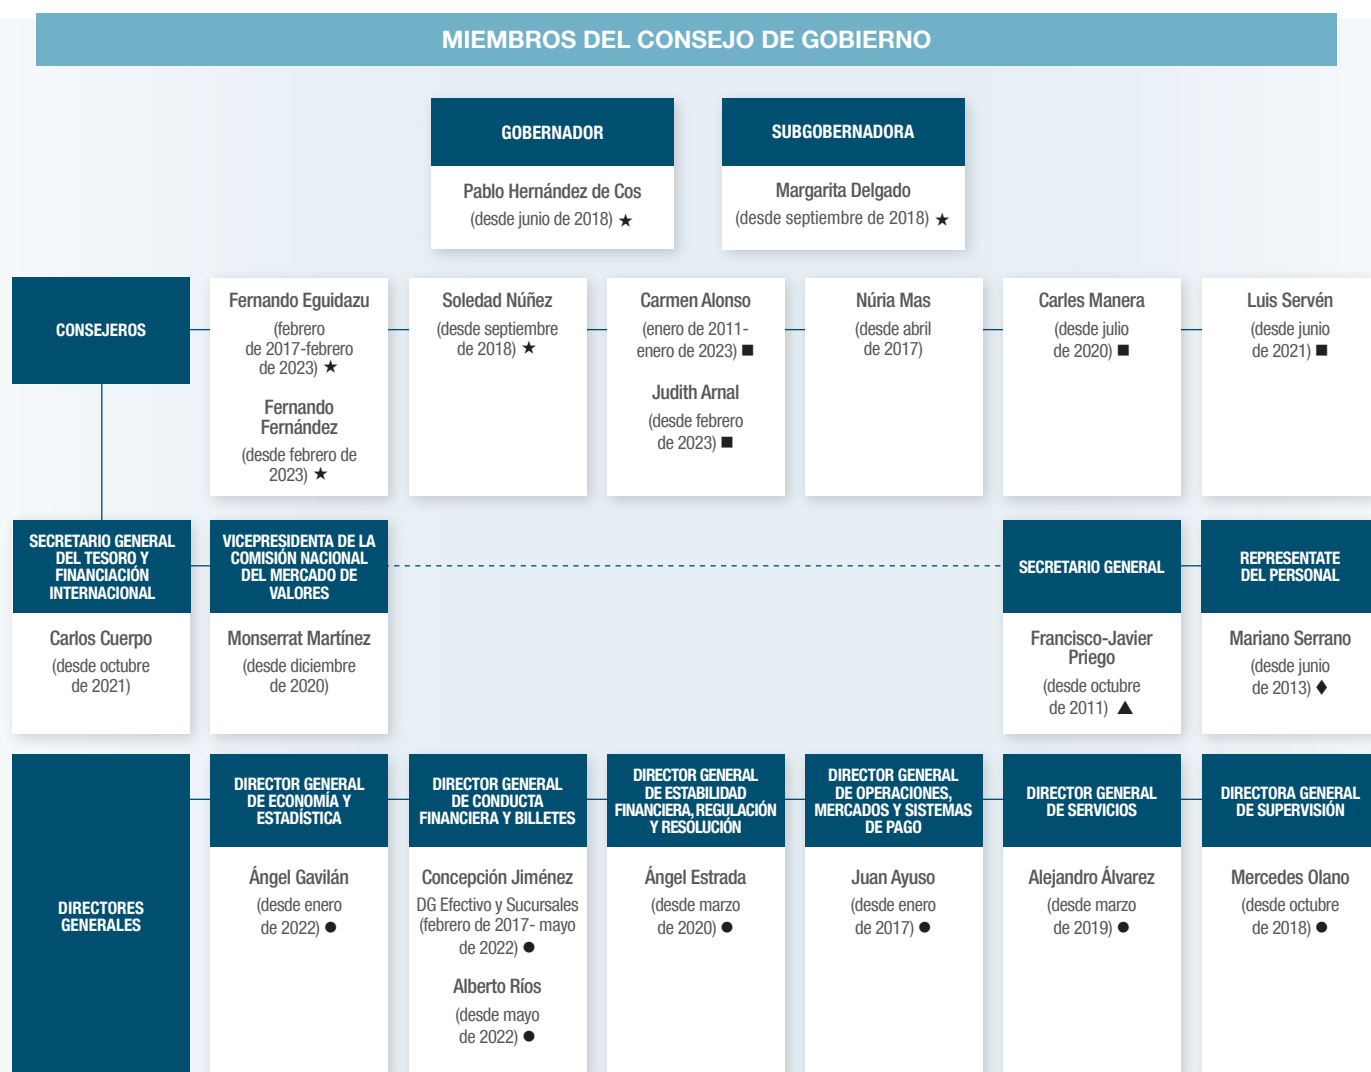 MIEMBROS DEL CONSEJO DE GOBIERNO
GOBERNADOR
Pablo Hernández de Cos
(desde junio de 2018) ★
SUBGOBERNADORA
Margarita Delgado
(desde septiembre de 2018) ★
CONSEJEROS
Fernando Eguidazu
(febrero
de 2017-febrero
de 2023) ★
Fernando
Fernández
(desde febrero de
2023) ★
Soledad Núñez
(desde septiembre
de 2018) ★
Carmen Alonso
(enero de 2011-
enero de 2023) ■
Judith Arnal
(desde febrero
de 2023) ■
Núria Mas
(desde abril
de 2017)
Carles Manera
(desde julio
de 2020) ■
Luis Servén
(desde junio
de 2021) ■
SECRETARIO GENERAL
DEL TESORO Y
FINANCIACIÓN
INTERNACIONAL
Carlos Cuerpo
(desde octubre
de 2021)
VICEPRESIDENTA DE LA
COMISIÓN NACIONAL
DEL MERCADO DE
VALORES
Monserrat Martínez
(desde diciembre
de 2020)
SECRETARIO GENERAL
Francisco-Javier
Priego
(desde octubre
de 2011) ▲
REPRESENTATE
DEL PERSONAL
Mariano Serrano
(desde junio
de 2013) ♦
DIRECTORES
GENERALES
DIRECTOR GENERAL
DE ECONOMÍA Y
ESTADÍSTICA
Ángel Gavilán
(desde enero
de 2022) ●
DIRECTOR GENERAL
DE CONDUCTA
FINANCIERA Y BILLETES
Concepción Jiménez
DG Efectivo y Sucursales
(febrero de 2017- mayo
de 2022) ●
Alberto Ríos
(desde mayo
de 2022) ●
DIRECTOR GENERAL
DE ESTABILIDAD
FINANCIERA, REGULACIÓN
Y RESOLUCIÓN
Ángel Estrada
(desde marzo
de 2020) ●
DIRECTOR GENERAL
DE OPERACIONES,
MERCADOS Y SISTEMAS
DE PAGO
Juan Ayuso
(desde enero
de 2017) ●
DIRECTOR GENERAL
DE SERVICIOS
Alejandro Álvarez
(desde marzo
de 2019) ●
DIRECTORA GENERAL
DE SUPERVISIÓN
Mercedes Olano
(desde octubre
de 2018) ●